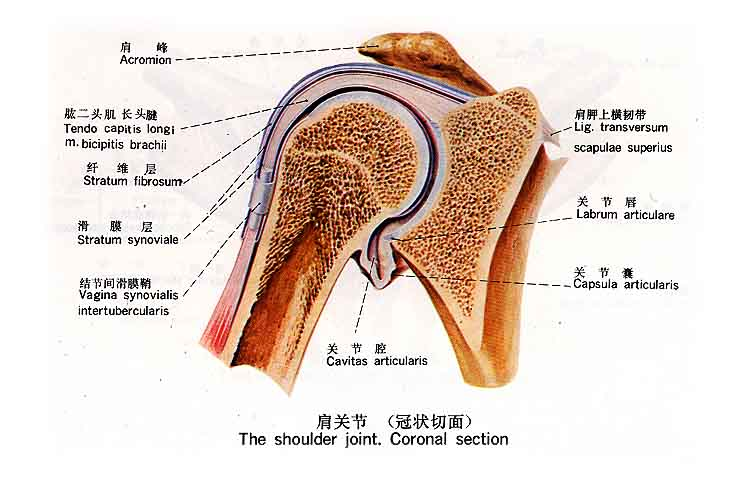 肩 峰
Acromion
肱二头肌 长头腱
Tendo capitis longi
m. bicipitis brachii
纤 维 层
Stratum fibrosum
滑 膜 层
Stratum synoviale
结节间滑膜鞘
Vagina synovialis
intertubercularis
肩胛上横韧带
Lig. transversum
scapulae superius
关 节 唇
Labrum articulare
关 节 囊
Capsula articularis
关 节 腔
Cavitas articularis
肩关节 （冠状切面）
The shoulder joint. Coronal section